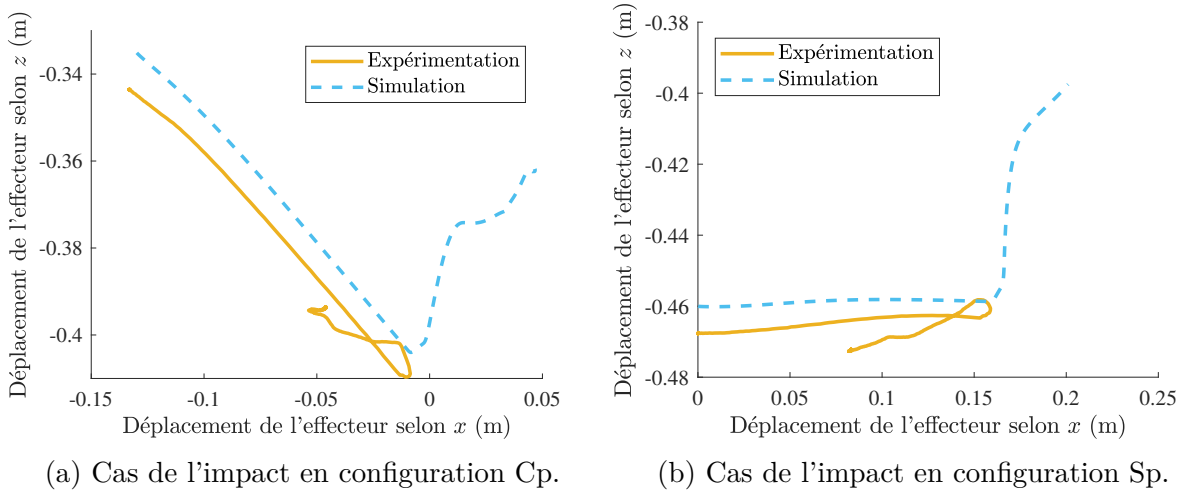 Déplacement de l'effecteur selon z (m)
-0.34
-0.36
-0.38
-0.4
Expérimentation
Simulation
-0.15
-0.1
-0.05
0
0.05
Déplacement de l'effecteur selon x (m)
(a) Cas de l'impact en configuration Cp.
Déplacement de l'effecteur selon z (m)
-0.38
-0.4
-0.42
-0.44
-0.46
-0.48
Expérimentation
Simulation
0
0.05
0.1
0.15
0.2
0.25
Déplacement de l'effecteur selon x (m)
(b) Cas de l'impact en configuration Sp.